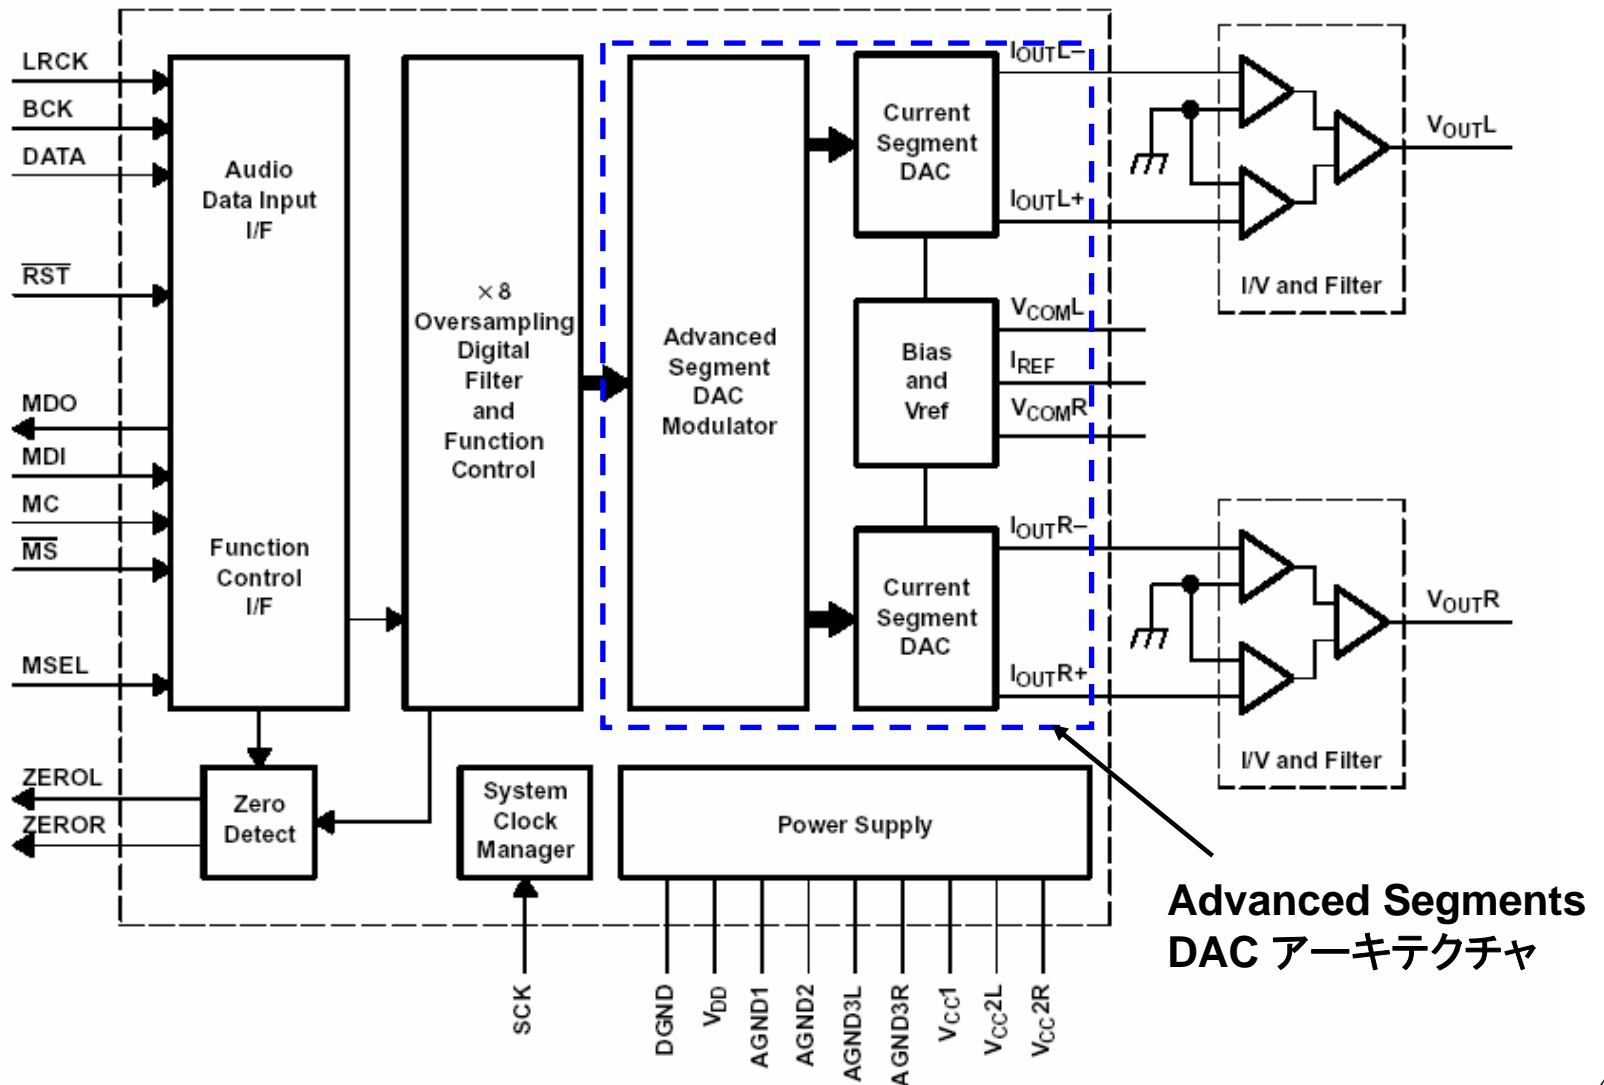 LRCK
BCK
DATA
RST
MDO
MDI
MC
MS
MSEL
ZEROL
ZEROR
Audio
Data Input
I/F
Function
Control
I/F
× 8
Oversampling
Digital
Filter
and
Function
Control
Advanced
Segment
DAC
Modulator
Current
Segment
DAC
Bias
and
Vref
Current
Segment
DAC
IOUTL–
IOUTL+
VCOML
IREF
VCOMR
IOUTR–
IOUTR+
I/V and Filter
VOUTL
I/V and Filter
VOUTR
Zero
Detect
System
Clock
Manager
Power Supply
SCK
DGND
VDD
AGND1
AGND2
AGND3L
AGND3R
VCC1
VCC2L
VCC2R
Advanced Segments
DAC アーキテクチャ